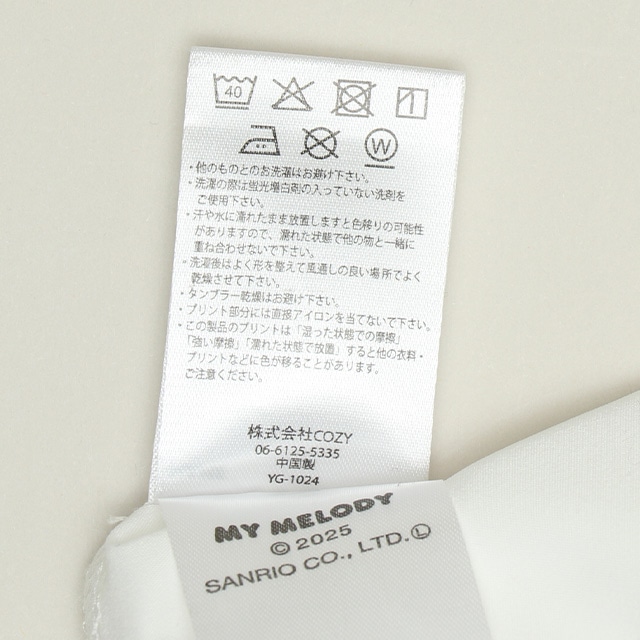 40
W
・他のものとのお洗濯はお避け下さい。
・洗濯の際は蛍光増白剤の入っていない洗剤を
ご使用下さい。
・汗や水に濡れたまま放置しますと色移りの可能性
がありますので、濡れた状態で他の物と一緒に
重ね合わせないで下さい。
・洗濯後はよく形を整えて風通しの良い場所でよく
乾燥させて下さい。
・タンブラー乾燥はお避け下さい。
・プリント部分には直接アイロンを当てないで下さい。
・この製品のプリントは「湿った状態での摩擦」
「強い摩擦」「濡れた状態で放置」すると他の衣料・
プリントなどに色が移ることがあります。
ご注意ください。
株式会社COZY
06-6125-5335
中国製
YG-1024
MY MELODY
© 2025
SANRIO CO., LTD. Ⓛ